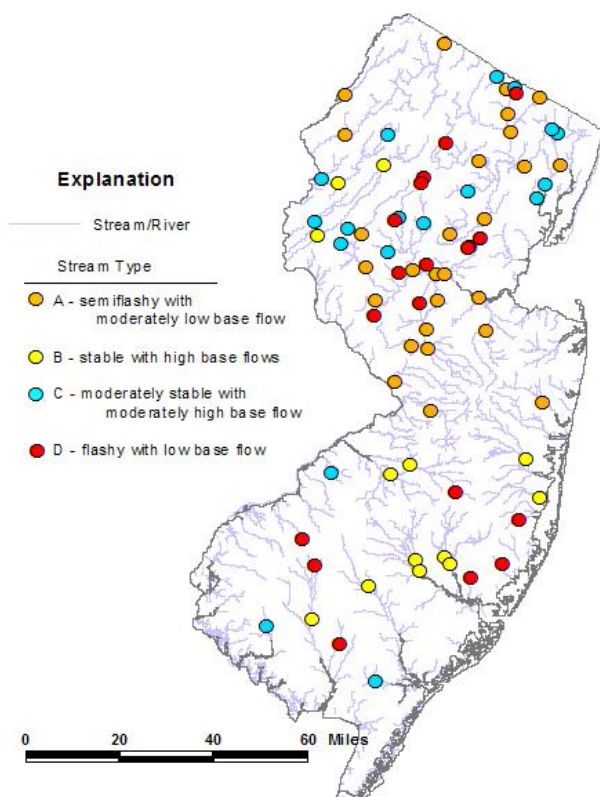 Explanation
Stream/River
Stream Type
A - semiflashy with
moderately low base flow
B - stable with high base flows
C - moderately stable with
moderately high base flow
D - flashy with low base flow
0 20 40 60 Miles